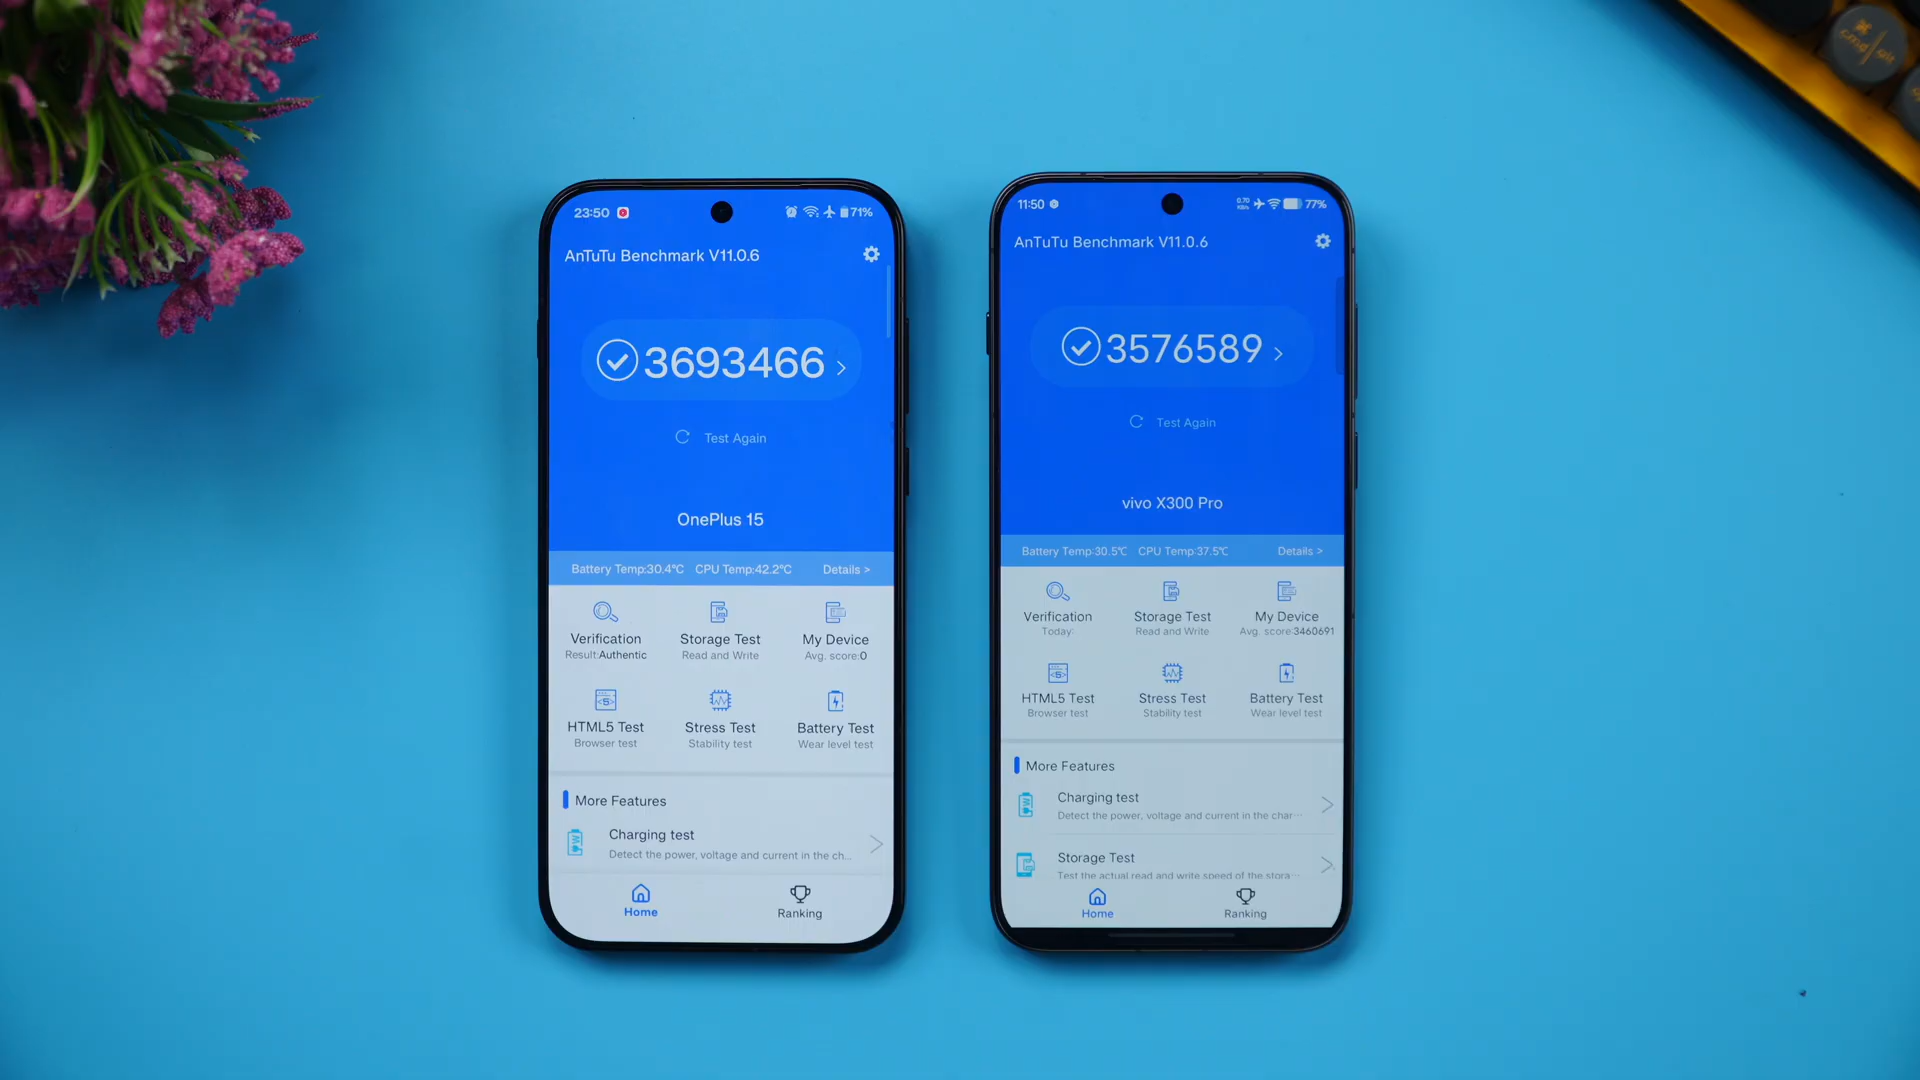 23:50
71%
AnTuTu Benchmark V11.0.6
3693466
Test Again
OnePlus 15
Battery Temp:30.4℃ CPU Temp:42.2℃ Details >
Verification
Result:Authentic
Storage Test
Read and Write
My Device
Avg. score:0
HTML5 Test
Browser test
Stress Test
Stability test
Battery Test
Wear level test
More Features
Charging test
Detect the power, voltage and current in the ch...
Home
Ranking
11:50
0.70
KB/s
77%
AnTuTu Benchmark V11.0.6
3576589
Test Again
vivo X300 Pro
Battery Temp:30.5℃ CPU Temp:37.5℃ Details >
Verification
Today:
Storage Test
Read and Write
My Device
Avg. score:3460691
HTML5 Test
Browser test
Stress Test
Stability test
Battery Test
Wear level test
More Features
Charging test
Detect the power, voltage and current in the char···
Storage Test
Test the actual read and write speed of the stora···
Home
Ranking